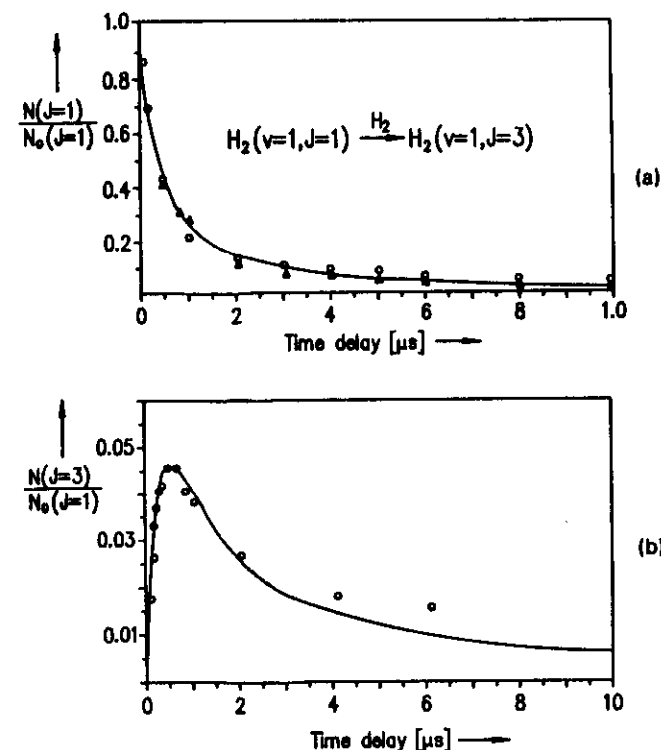 1.0
0.8
0.6
0.4
0.2
N(J=1)
N₀(J=1)
H₂(v=1,J=1) H₂→ H₂(v=1,J=3)
(a)
0 2 4 6 8 1.0
Time delay [μs]
0.05
0.03
0.01
N(J=3)
N₀(J=1)
(b)
0 2 4 6 8 10
Time delay [μs]